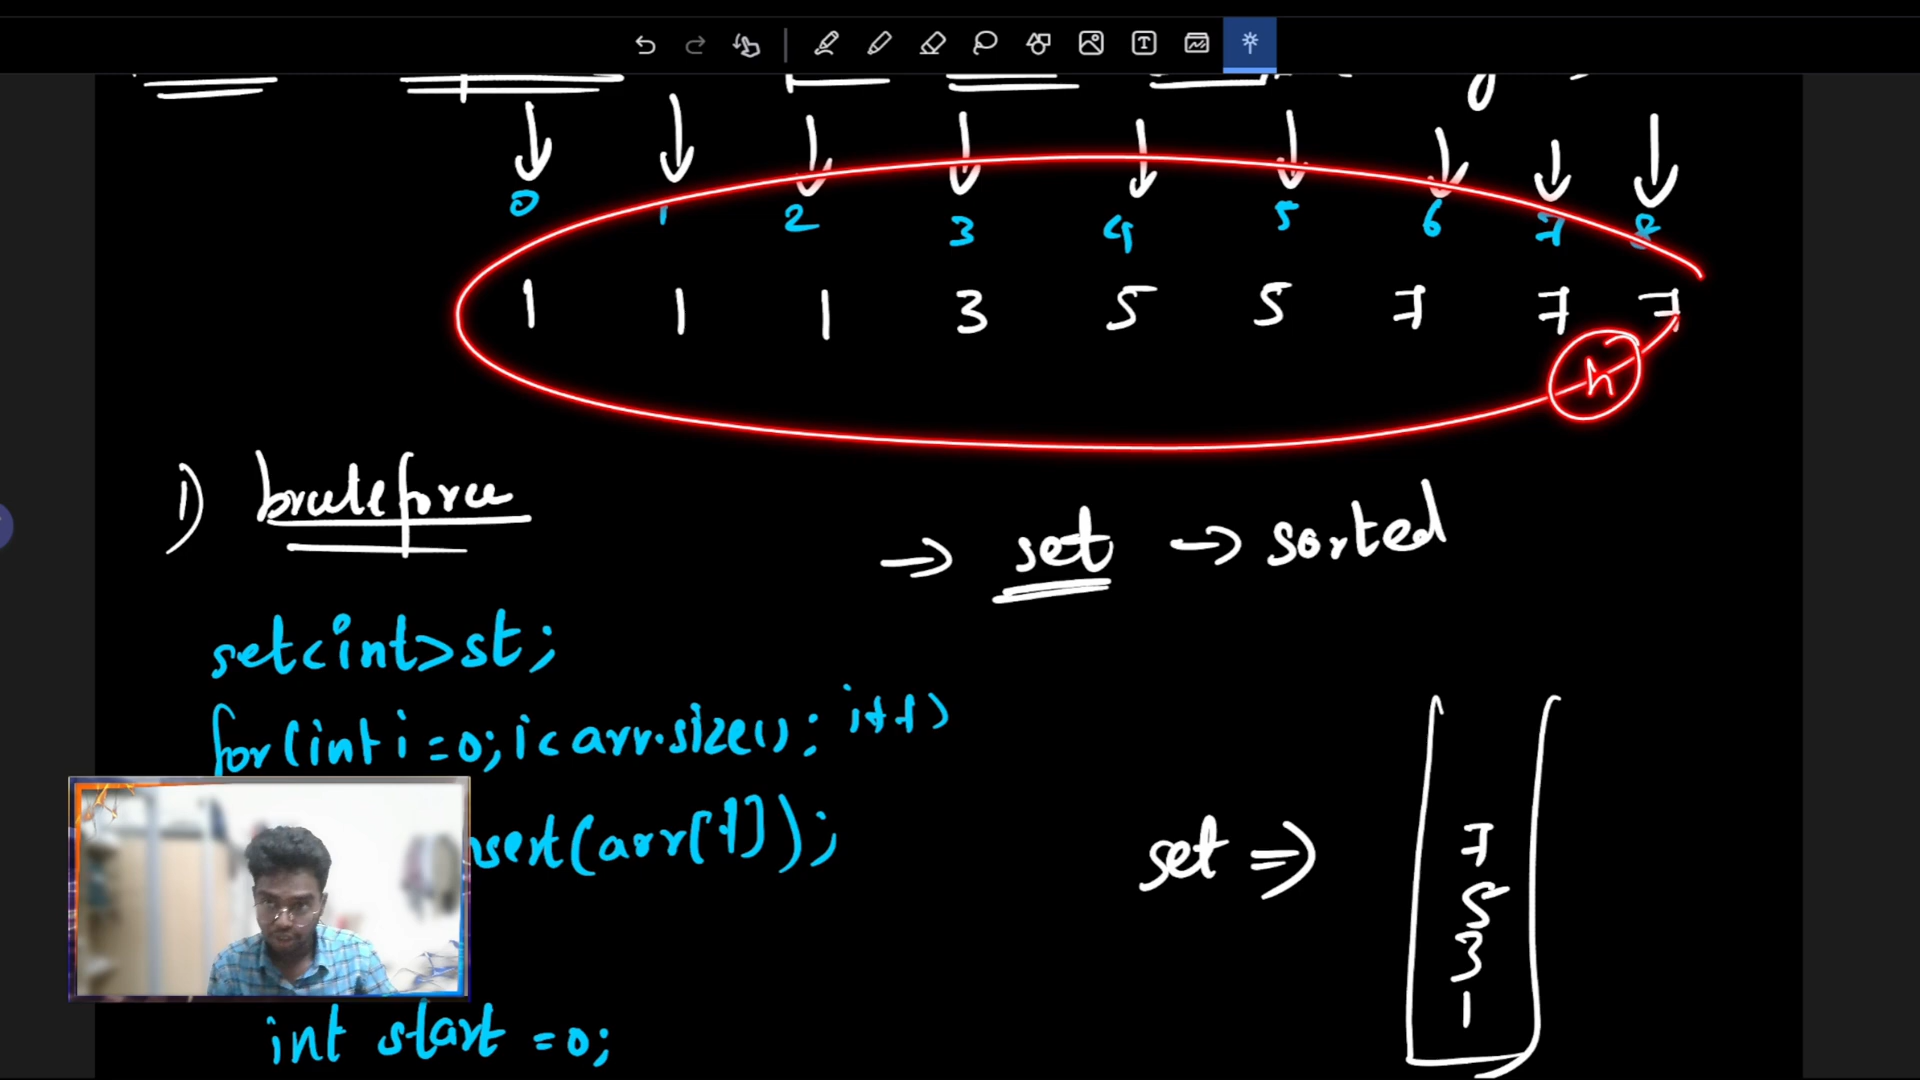 0 1 2 3 4 5 6 7 8
1 1 1 3 5 5 7 7 7
n
1) bruteforce
→ set → sorted
set<int>st;
for(int i=0; i<arr.size(); i++)
nsert(arr[i]);
set ⇒
7
5
3
1
int start = 0;